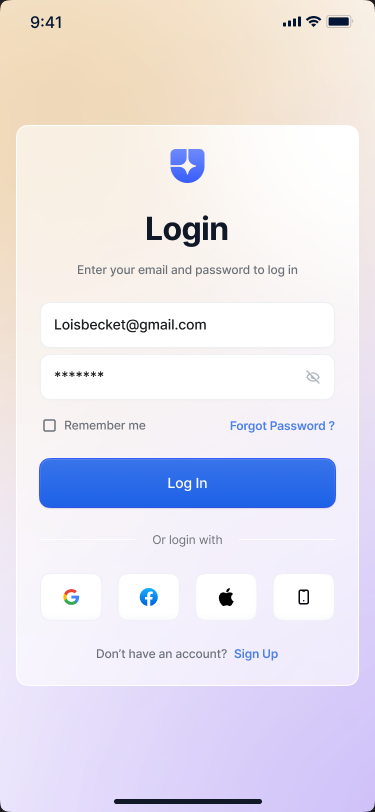 9:41
Login
Enter your email and password to log in
Loisbecket@gmail.com
*******
Remember me Forgot Password ?
Log In
Or login with
Don't have an account? Sign Up